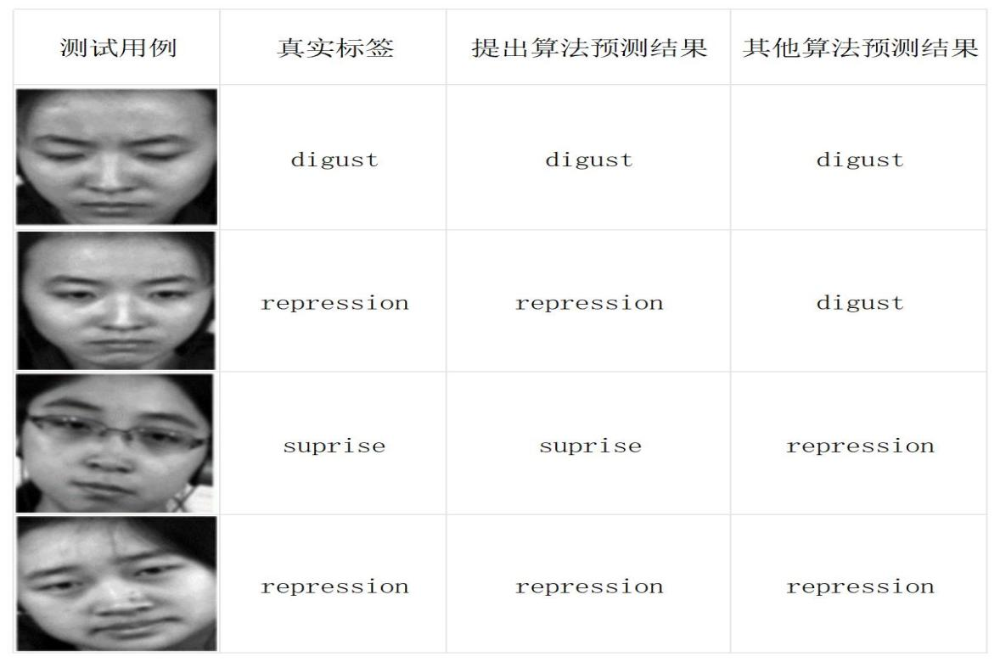 测试用例 真实标签 提出算法预测结果 其他算法预测结果
digust digust digust
repression repression digust
suprise suprise repression
repression repression repression